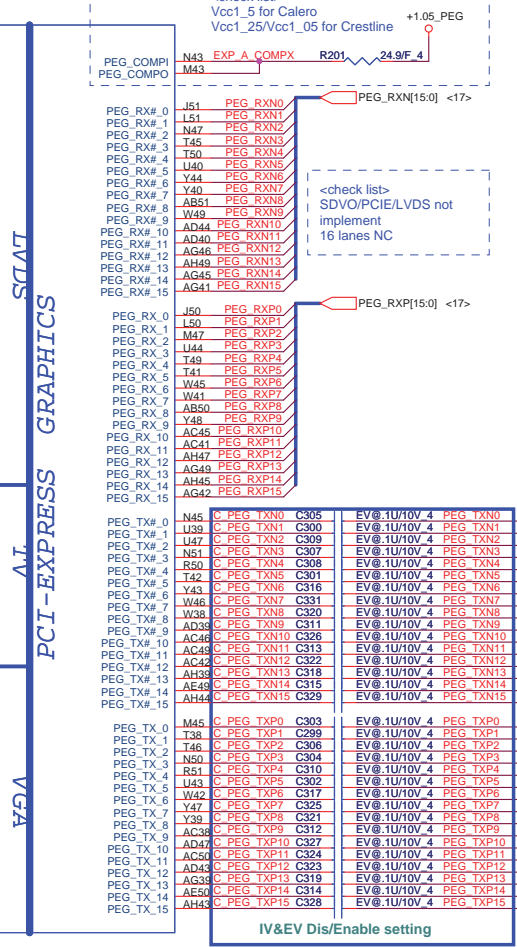 Vcc1_5 for Calero
Vcc1_25/Vcc1_05 for Crestline
+1.05_PEG
PEG_COMPI N43 EXP_A_COMPX R201 24.9/F_4
PEG_COMPO M43
PEG_RXN[15:0] <17>
PEG_RX#_0 J51 PEG_RXN0
PEG_RX#_1 L51 PEG_RXN1
PEG_RX#_2 N47 PEG_RXN2
PEG_RX#_3 T45 PEG_RXN3
PEG_RX#_4 T50 PEG_RXN4
PEG_RX#_5 U40 PEG_RXN5
PEG_RX#_6 Y44 PEG_RXN6
PEG_RX#_7 Y40 PEG_RXN7
PEG_RX#_8 AB51 PEG_RXN8
PEG_RX#_9 W49 PEG_RXN9
PEG_RX#_10 AD44 PEG_RXN10
PEG_RX#_11 AD40 PEG_RXN11
PEG_RX#_12 AG46 PEG_RXN12
PEG_RX#_13 AH49 PEG_RXN13
PEG_RX#_14 AG45 PEG_RXN14
PEG_RX#_15 AG41 PEG_RXN15
<check list>
SDVO/PCIE/LVDS not
implement
16 lanes NC
LVDS
PCI-EXPRESS GRAPHICS
TV
VGA
PEG_RXP[15:0] <17>
PEG_RX_0 J50 PEG_RXP0
PEG_RX_1 L50 PEG_RXP1
PEG_RX_2 M47 PEG_RXP2
PEG_RX_3 U44 PEG_RXP3
PEG_RX_4 T49 PEG_RXP4
PEG_RX_5 T41 PEG_RXP5
PEG_RX_6 W45 PEG_RXP6
PEG_RX_7 W41 PEG_RXP7
PEG_RX_8 AB50 PEG_RXP8
PEG_RX_9 Y48 PEG_RXP9
PEG_RX_10 AC45 PEG_RXP10
PEG_RX_11 AC41 PEG_RXP11
PEG_RX_12 AH47 PEG_RXP12
PEG_RX_13 AG49 PEG_RXP13
PEG_RX_14 AH45 PEG_RXP14
PEG_RX_15 AG42 PEG_RXP15
PEG_TX#_0 N45 C_PEG_TXN0 C305 EV@.1U/10V_4 PEG_TXN0
PEG_TX#_1 U39 C_PEG_TXN1 C300 EV@.1U/10V_4 PEG_TXN1
PEG_TX#_2 U47 C_PEG_TXN2 C309 EV@.1U/10V_4 PEG_TXN2
PEG_TX#_3 N51 C_PEG_TXN3 C307 EV@.1U/10V_4 PEG_TXN3
PEG_TX#_4 R50 C_PEG_TXN4 C308 EV@.1U/10V_4 PEG_TXN4
PEG_TX#_5 T42 C_PEG_TXN5 C301 EV@.1U/10V_4 PEG_TXN5
PEG_TX#_6 Y43 C_PEG_TXN6 C316 EV@.1U/10V_4 PEG_TXN6
PEG_TX#_7 W46 C_PEG_TXN7 C331 EV@.1U/10V_4 PEG_TXN7
PEG_TX#_8 W38 C_PEG_TXN8 C320 EV@.1U/10V_4 PEG_TXN8
PEG_TX#_9 AD39 C_PEG_TXN9 C311 EV@.1U/10V_4 PEG_TXN9
PEG_TX#_10 AC46 C_PEG_TXN10 C326 EV@.1U/10V_4 PEG_TXN10
PEG_TX#_11 AC49 C_PEG_TXN11 C313 EV@.1U/10V_4 PEG_TXN11
PEG_TX#_12 AC42 C_PEG_TXN12 C322 EV@.1U/10V_4 PEG_TXN12
PEG_TX#_13 AH39 C_PEG_TXN13 C318 EV@.1U/10V_4 PEG_TXN13
PEG_TX#_14 AE49 C_PEG_TXN14 C315 EV@.1U/10V_4 PEG_TXN14
PEG_TX#_15 AH44 C_PEG_TXN15 C329 EV@.1U/10V_4 PEG_TXN15
PEG_TX_0 M45 C_PEG_TXP0 C303 EV@.1U/10V_4 PEG_TXP0
PEG_TX_1 T38 C_PEG_TXP1 C299 EV@.1U/10V_4 PEG_TXP1
PEG_TX_2 T46 C_PEG_TXP2 C306 EV@.1U/10V_4 PEG_TXP2
PEG_TX_3 N50 C_PEG_TXP3 C304 EV@.1U/10V_4 PEG_TXP3
PEG_TX_4 R51 C_PEG_TXP4 C310 EV@.1U/10V_4 PEG_TXP4
PEG_TX_5 U43 C_PEG_TXP5 C302 EV@.1U/10V_4 PEG_TXP5
PEG_TX_6 W42 C_PEG_TXP6 C317 EV@.1U/10V_4 PEG_TXP6
PEG_TX_7 Y47 C_PEG_TXP7 C325 EV@.1U/10V_4 PEG_TXP7
PEG_TX_8 Y39 C_PEG_TXP8 C321 EV@.1U/10V_4 PEG_TXP8
PEG_TX_9 AC38 C_PEG_TXP9 C312 EV@.1U/10V_4 PEG_TXP9
PEG_TX_10 AD47 C_PEG_TXP10 C327 EV@.1U/10V_4 PEG_TXP10
PEG_TX_11 AC50 C_PEG_TXP11 C324 EV@.1U/10V_4 PEG_TXP11
PEG_TX_12 AD43 C_PEG_TXP12 C323 EV@.1U/10V_4 PEG_TXP12
PEG_TX_13 AG39 C_PEG_TXP13 C319 EV@.1U/10V_4 PEG_TXP13
PEG_TX_14 AE50 C_PEG_TXP14 C314 EV@.1U/10V_4 PEG_TXP14
PEG_TX_15 AH43 C_PEG_TXP15 C328 EV@.1U/10V_4 PEG_TXP15
IV&EV Dis/Enable setting